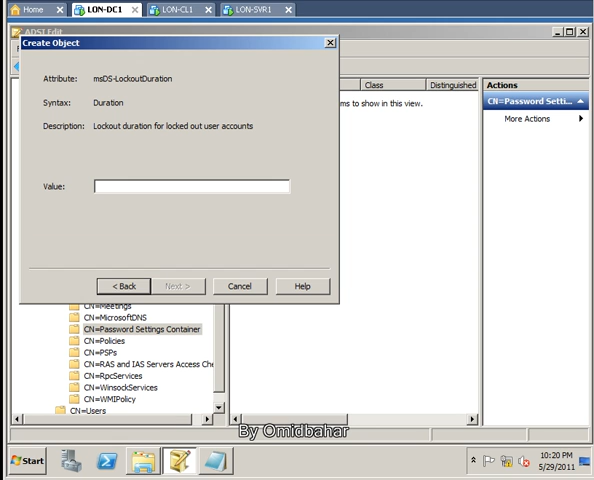 Home
LON-DC1
LON-CL1
LON-SVR1
ADSI Edit
Create Object
Attribute: msDS-LockoutDuration
Syntax: Duration
Description: Lockout duration for locked out user accounts
Value:
< Back
Next >
Cancel
Help
Class
Distinguished
ms to show in this view.
Actions
CN=Password Setti...
More Actions
CN=Meetings
CN=MicrosoftDNS
CN=Password Settings Container
CN=Policies
CN=PSPs
CN=RAS and IAS Servers Access Che
CN=RpcServices
CN=WinsockServices
CN=WMIPolicy
CN=Users
By Omidbahar
Start
10:20 PM
5/29/2011